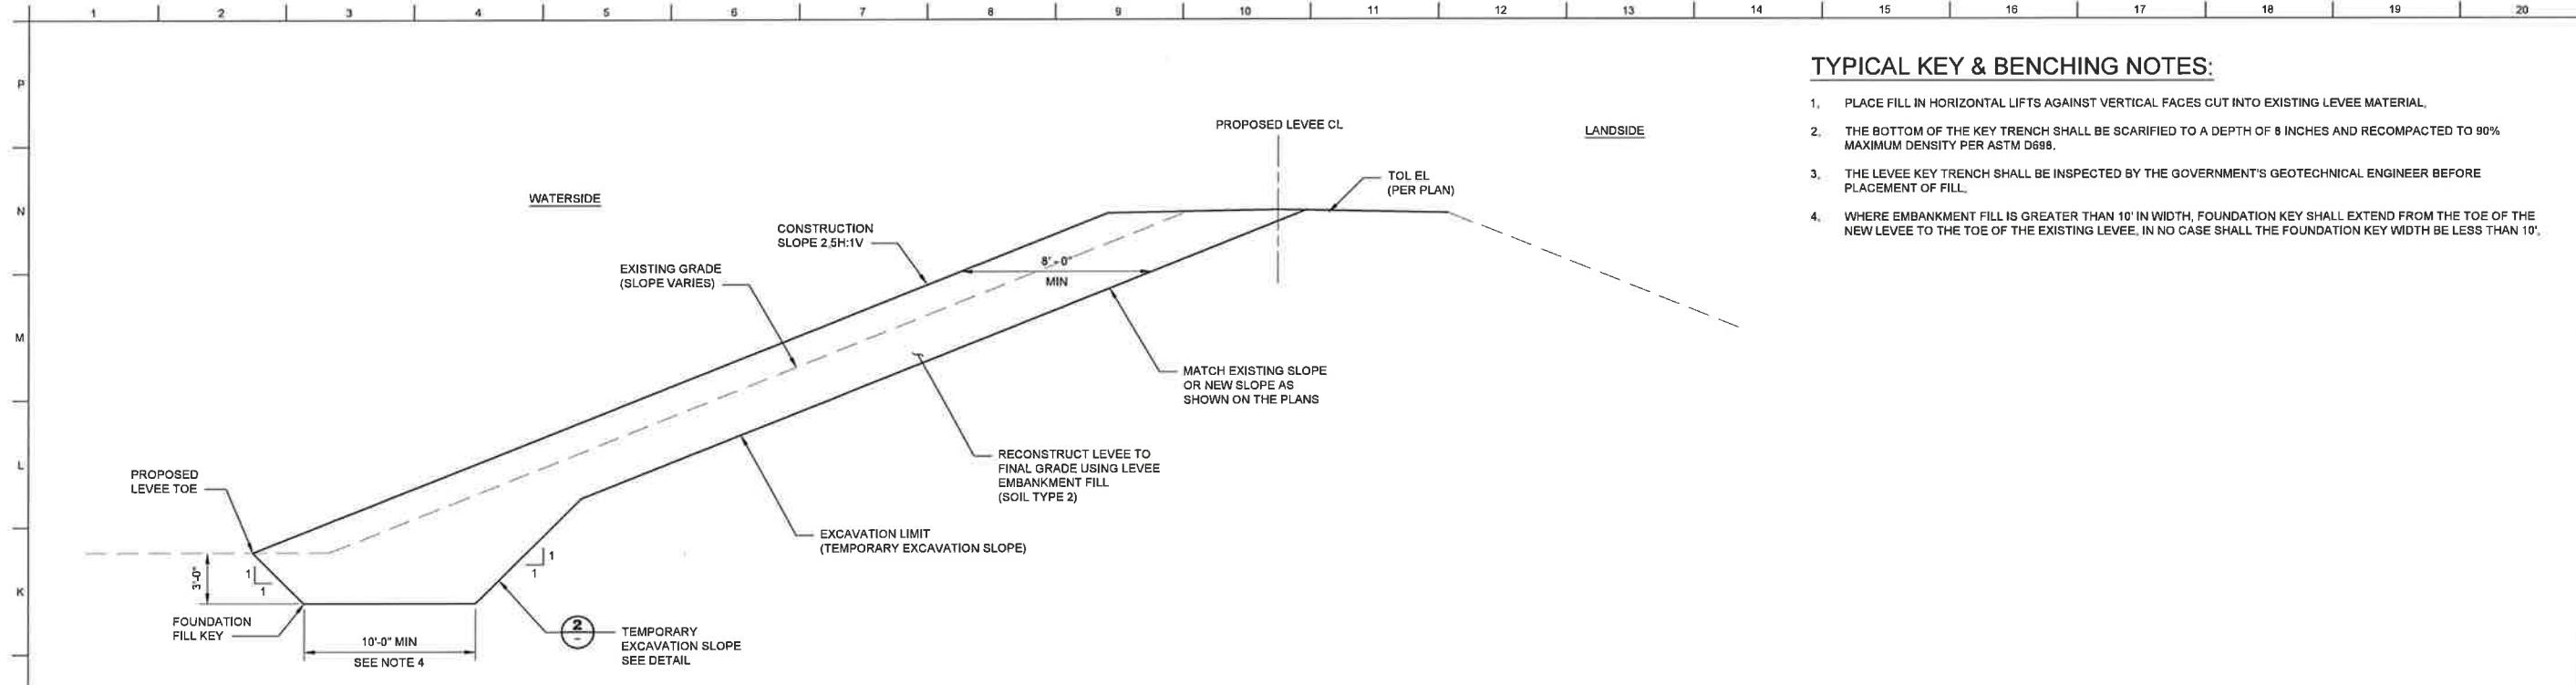 1 2 3 4 5 6 7 8 9 10 11 12 13 14 15 16 17 18 19 20
P
N
M
L
K
TYPICAL KEY & BENCHING NOTES:
1. PLACE FILL IN HORIZONTAL LIFTS AGAINST VERTICAL FACES CUT INTO EXISTING LEVEE MATERIAL.
2. THE BOTTOM OF THE KEY TRENCH SHALL BE SCARIFIED TO A DEPTH OF 8 INCHES AND RECOMPACTED TO 90%
MAXIMUM DENSITY PER ASTM D698.
3. THE LEVEE KEY TRENCH SHALL BE INSPECTED BY THE GOVERNMENT'S GEOTECHNICAL ENGINEER BEFORE
PLACEMENT OF FILL.
4. WHERE EMBANKMENT FILL IS GREATER THAN 10' IN WIDTH, FOUNDATION KEY SHALL EXTEND FROM THE TOE OF THE
NEW LEVEE TO THE TOE OF THE EXISTING LEVEE. IN NO CASE SHALL THE FOUNDATION KEY WIDTH BE LESS THAN 10'.
PROPOSED LEVEE CL
LANDSIDE
TOL EL
(PER PLAN)
WATERSIDE
CONSTRUCTION
SLOPE 2.5H:1V
EXISTING GRADE
(SLOPE VARIES)
8'-0"
MIN
MATCH EXISTING SLOPE
OR NEW SLOPE AS
SHOWN ON THE PLANS
RECONSTRUCT LEVEE TO
FINAL GRADE USING LEVEE
EMBANKMENT FILL
(SOIL TYPE 2)
PROPOSED
LEVEE TOE
EXCAVATION LIMIT
(TEMPORARY EXCAVATION SLOPE)
3'-0"
1
1
1
1
FOUNDATION
FILL KEY
10'-0" MIN
SEE NOTE 4
2
-
TEMPORARY
EXCAVATION SLOPE
SEE DETAIL